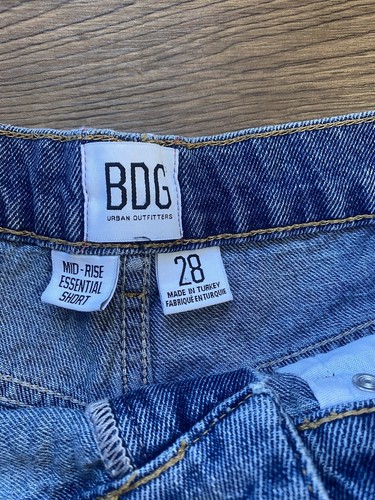 BDG
URBAN OUTFITTERS
MID-RISE
ESSENTIAL
SHORT
28
MADE IN TURKEY
FABRIQUÉ EN TURQUIE